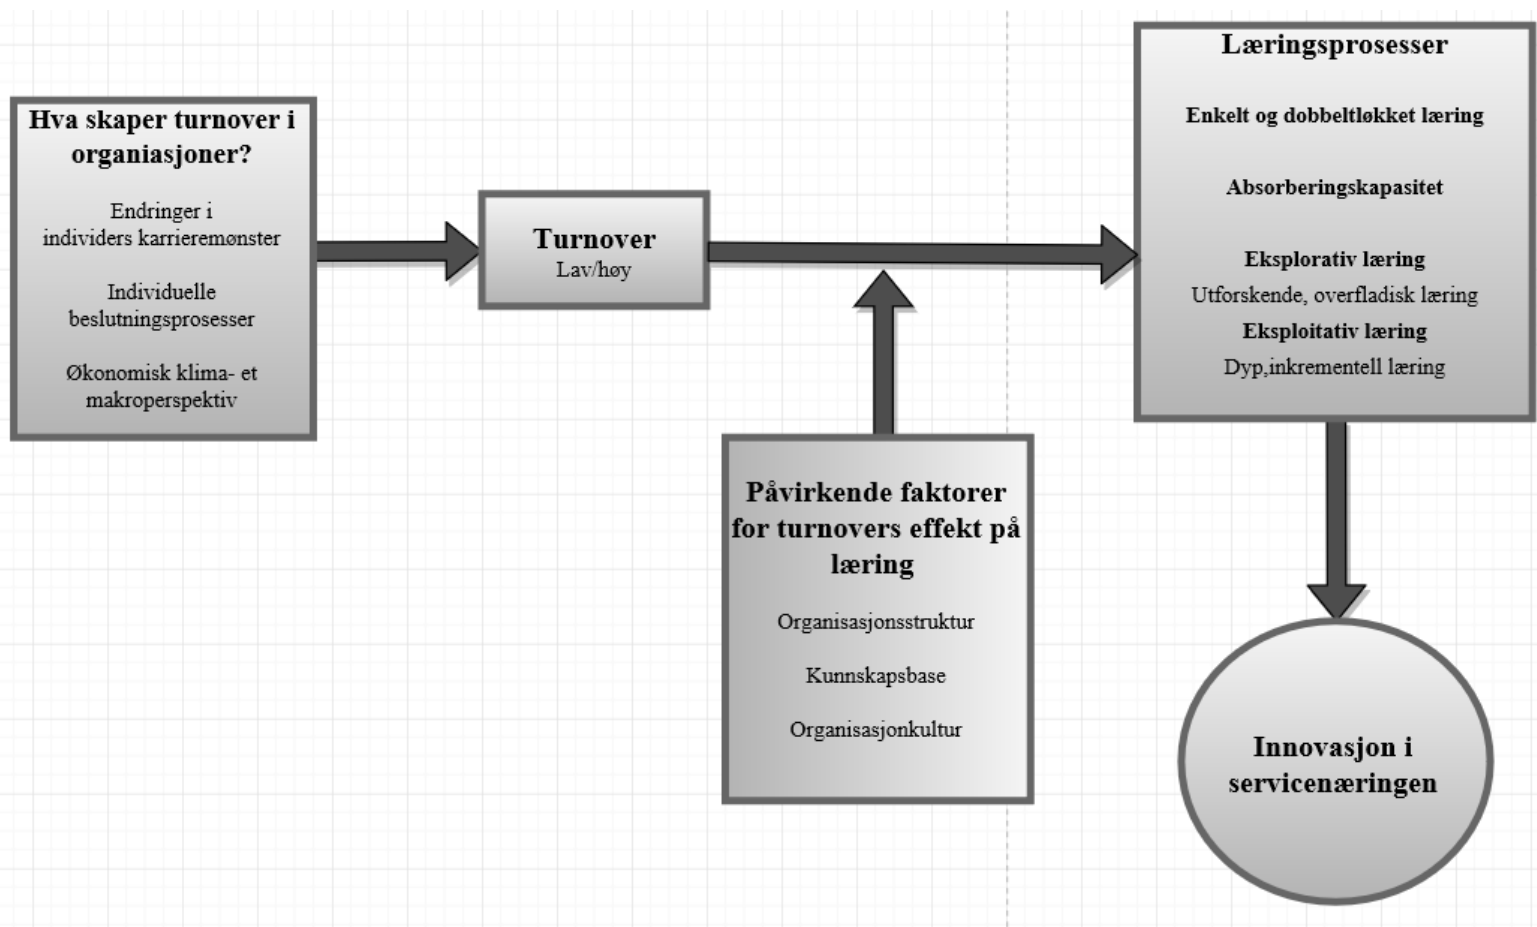 Hva skaper turnover i
organiasjoner?
Endringer i
individers karrieremønster
Individuelle
beslutningsprosesser
Økonomisk klima- et
makroperspektiv
Turnover
Lav/høy
Påvirkende faktorer
for turnovers effekt på
læring
Organisasjonsstruktur
Kunnskapsbase
Organisasjonkultur
Læringsprosesser
Enkelt og dobbeltløkket læring
Absorberingskapasitet
Eksplorativ læring
Utforskende, overfladisk læring
Eksploitativ læring
Dyp,inkrementell læring
Innovasjon i
servicenæringen